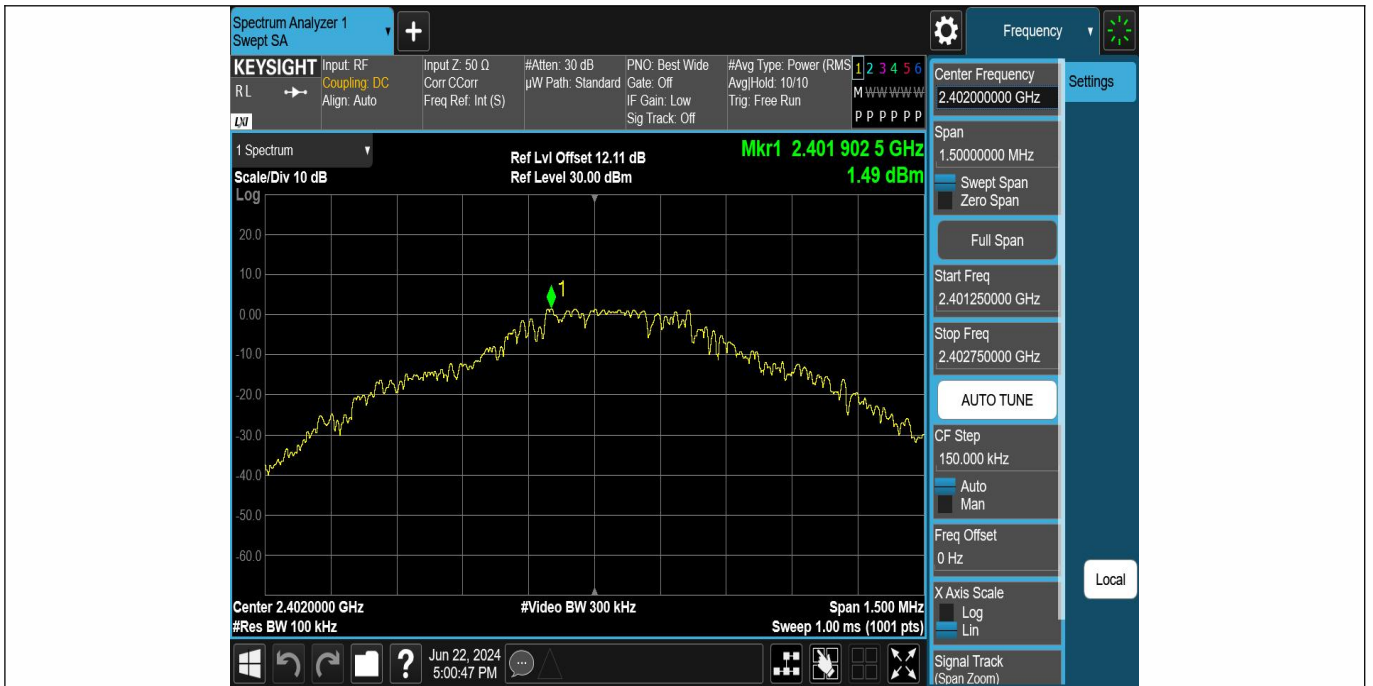 Spectrum Analyzer 1
Swept SA
Frequency
KEYSIGHT
RL
LXI
Input: RF
Coupling: DC
Align: Auto
Input Z: 50 Ω
Corr CCorr
Freq Ref: Int (S)
#Atten: 30 dB
µW Path: Standard
PNO: Best Wide
Gate: Off
IF Gain: Low
Sig Track: Off
#Avg Type: Power (RMS
Avg|Hold: 10/10
Trig: Free Run
1 2 3 4 5 6
M W W W W W
P P P P P P
1 Spectrum
Scale/Div 10 dB
Log
Ref Lvl Offset 12.11 dB
Ref Level 30.00 dBm
Mkr1 2.401 902 5 GHz
1.49 dBm
20.0
10.0
0.00
-10.0
-20.0
-30.0
-40.0
-50.0
-60.0
1
Center 2.4020000 GHz
#Res BW 100 kHz
#Video BW 300 kHz
Span 1.500 MHz
Sweep 1.00 ms (1001 pts)
Center Frequency
2.402000000 GHz
Span
1.50000000 MHz
Swept Span
Zero Span
Full Span
Start Freq
2.401250000 GHz
Stop Freq
2.402750000 GHz
AUTO TUNE
CF Step
150.000 kHz
Auto
Man
Freq Offset
0 Hz
X Axis Scale
Log
Lin
Signal Track
(Span Zoom)
Settings
Local
?
Jun 22, 2024
5:00:47 PM